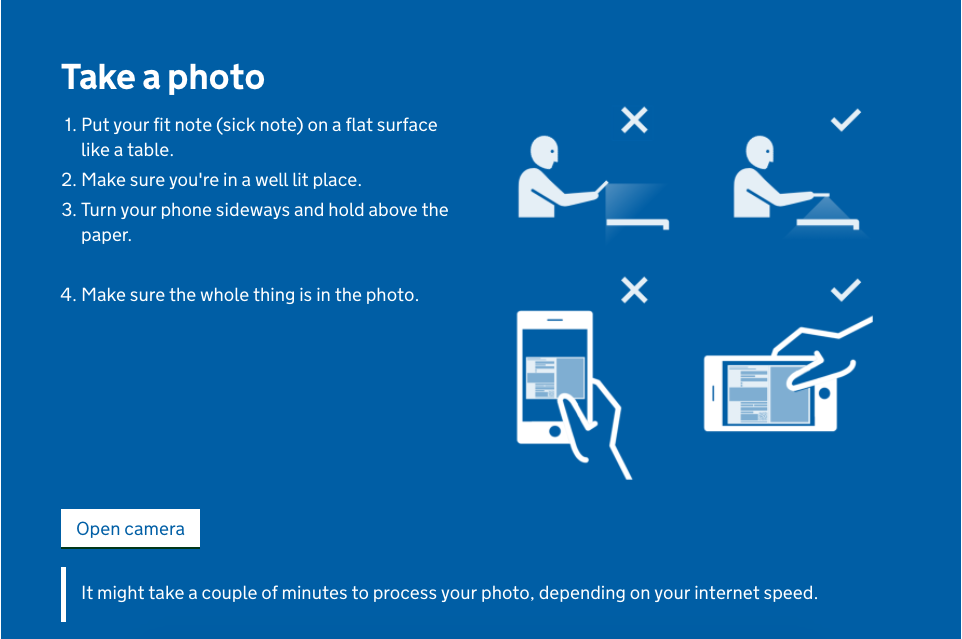 Take a photo
1. Put your fit note (sick note) on a flat surface
like a table.
2. Make sure you're in a well lit place.
3. Turn your phone sideways and hold above the
paper.
4. Make sure the whole thing is in the photo.
Open camera
It might take a couple of minutes to process your photo, depending on your internet speed.